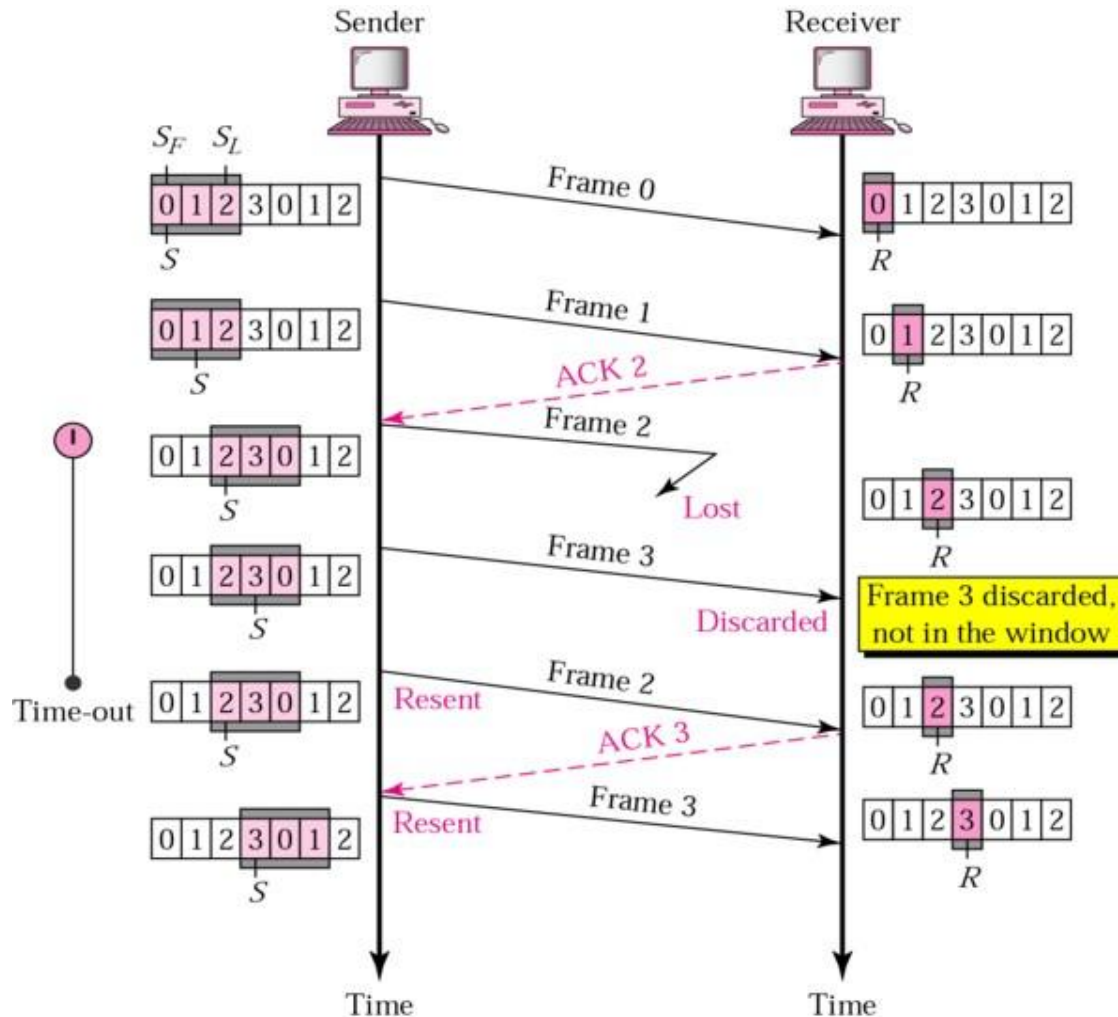 Sender
Receiver
S_F S_L
Frame 0
0 1 2 3 0 1 2
0 1 2 3 0 1 2
S
R
Frame 1
0 1 2 3 0 1 2
0 1 2 3 0 1 2
S
R
ACK 2
Frame 2
0 1 2 3 0 1 2
Lost
0 1 2 3 0 1 2
S
R
Frame 3
0 1 2 3 0 1 2
S
Discarded
Frame 3 discarded,
not in the window
Frame 2
Time-out
0 1 2 3 0 1 2
Resent
0 1 2 3 0 1 2
S
R
ACK 3
Frame 3
0 1 2 3 0 1 2
Resent
0 1 2 3 0 1 2
S
R
Time
Time